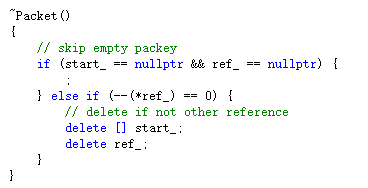 ~Packet()
{
    // skip empty packey
    if (start_ == nullptr && ref_ == nullptr) {
        ;
    } else if (--(*ref_) == 0) {
        // delete if not other reference
        delete [] start_;
        delete ref_;
    }
}